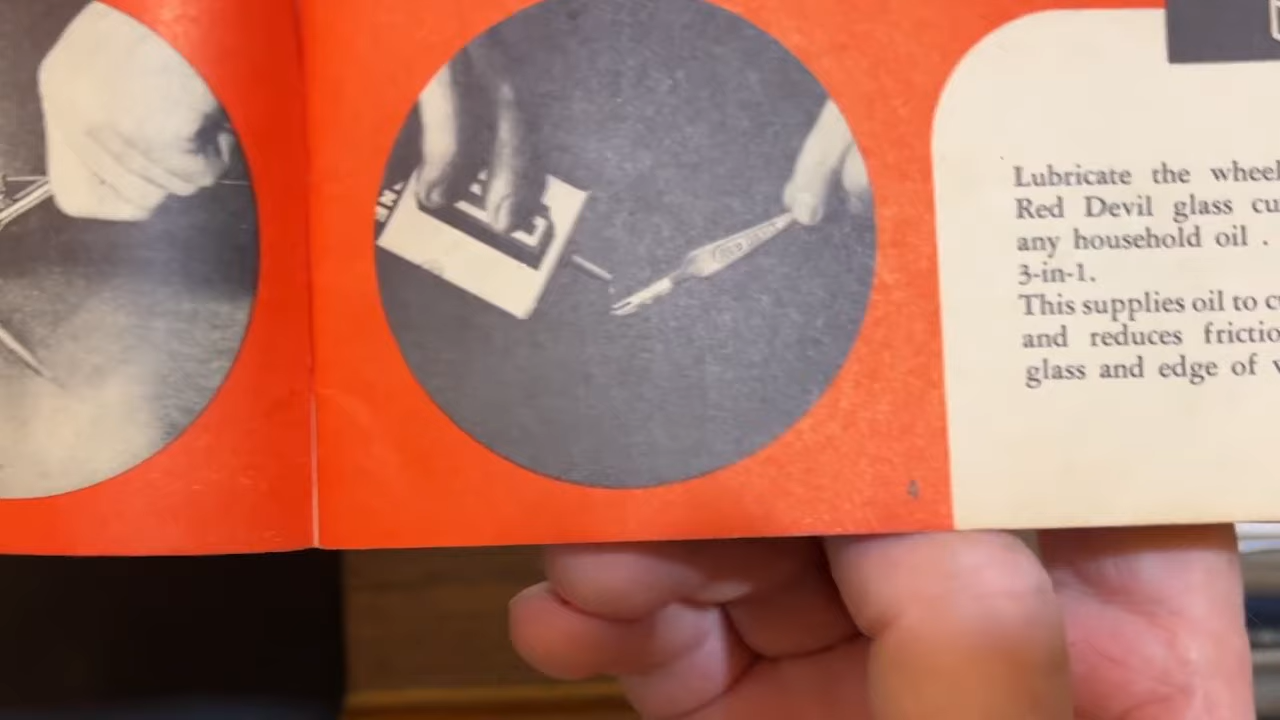 Lubricate the wheel
Red Devil glass cu
any household oil .
3-in-1.
This supplies oil to c
and reduces frictio
glass and edge of
4